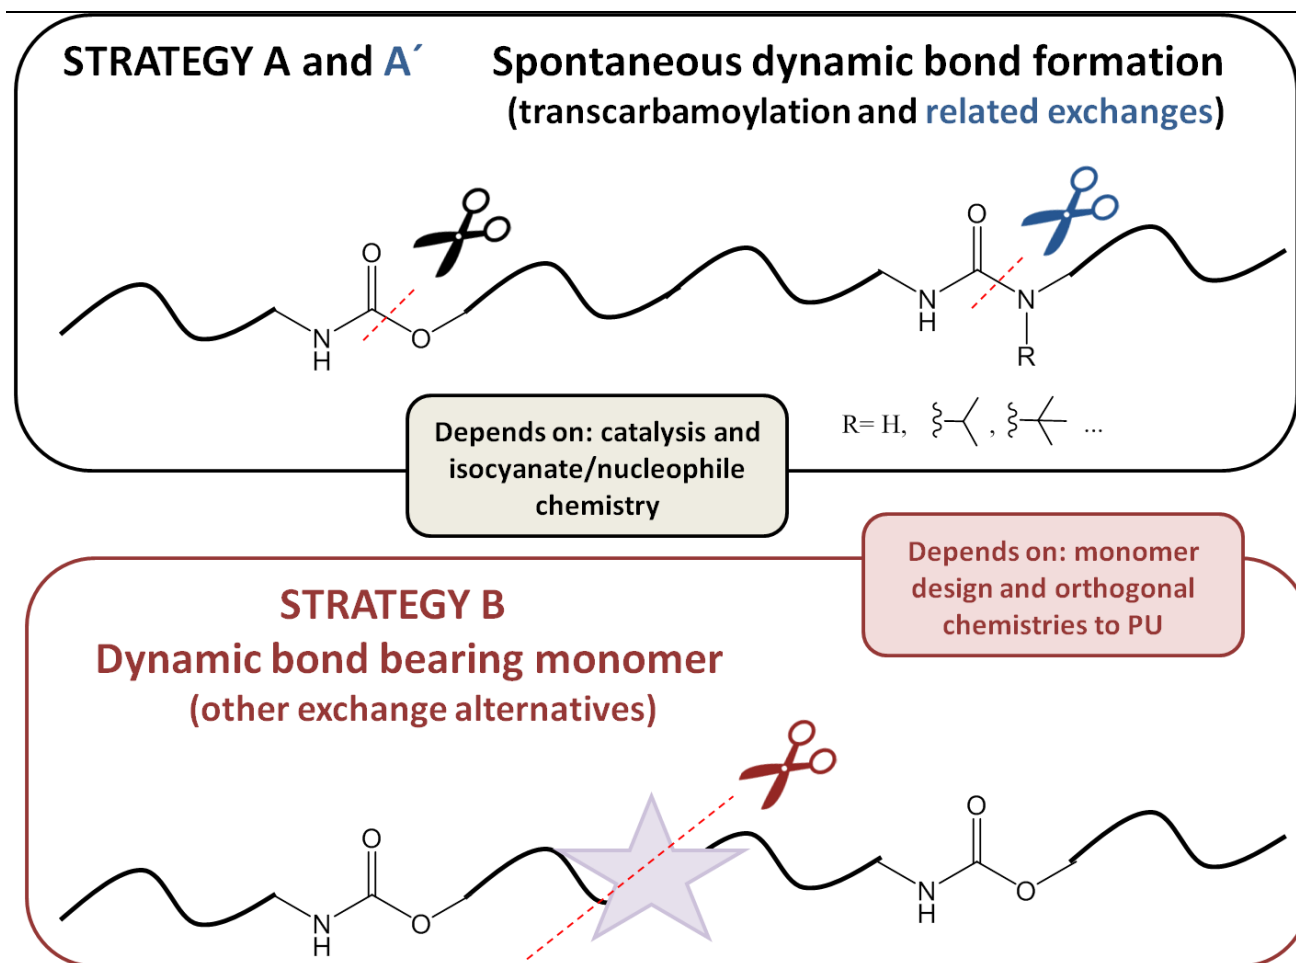 STRATEGY A and A´
Spontaneous dynamic bond formation
(transcarbamoylation and related exchanges)
O
O
N
H
O
N
H
N
R
R= H, , ...
Depends on: catalysis and
isocyanate/nucleophile
chemistry
Depends on: monomer
design and orthogonal
chemistries to PU
STRATEGY B
Dynamic bond bearing monomer
(other exchange alternatives)
O
O
N
H
O
N
H
O